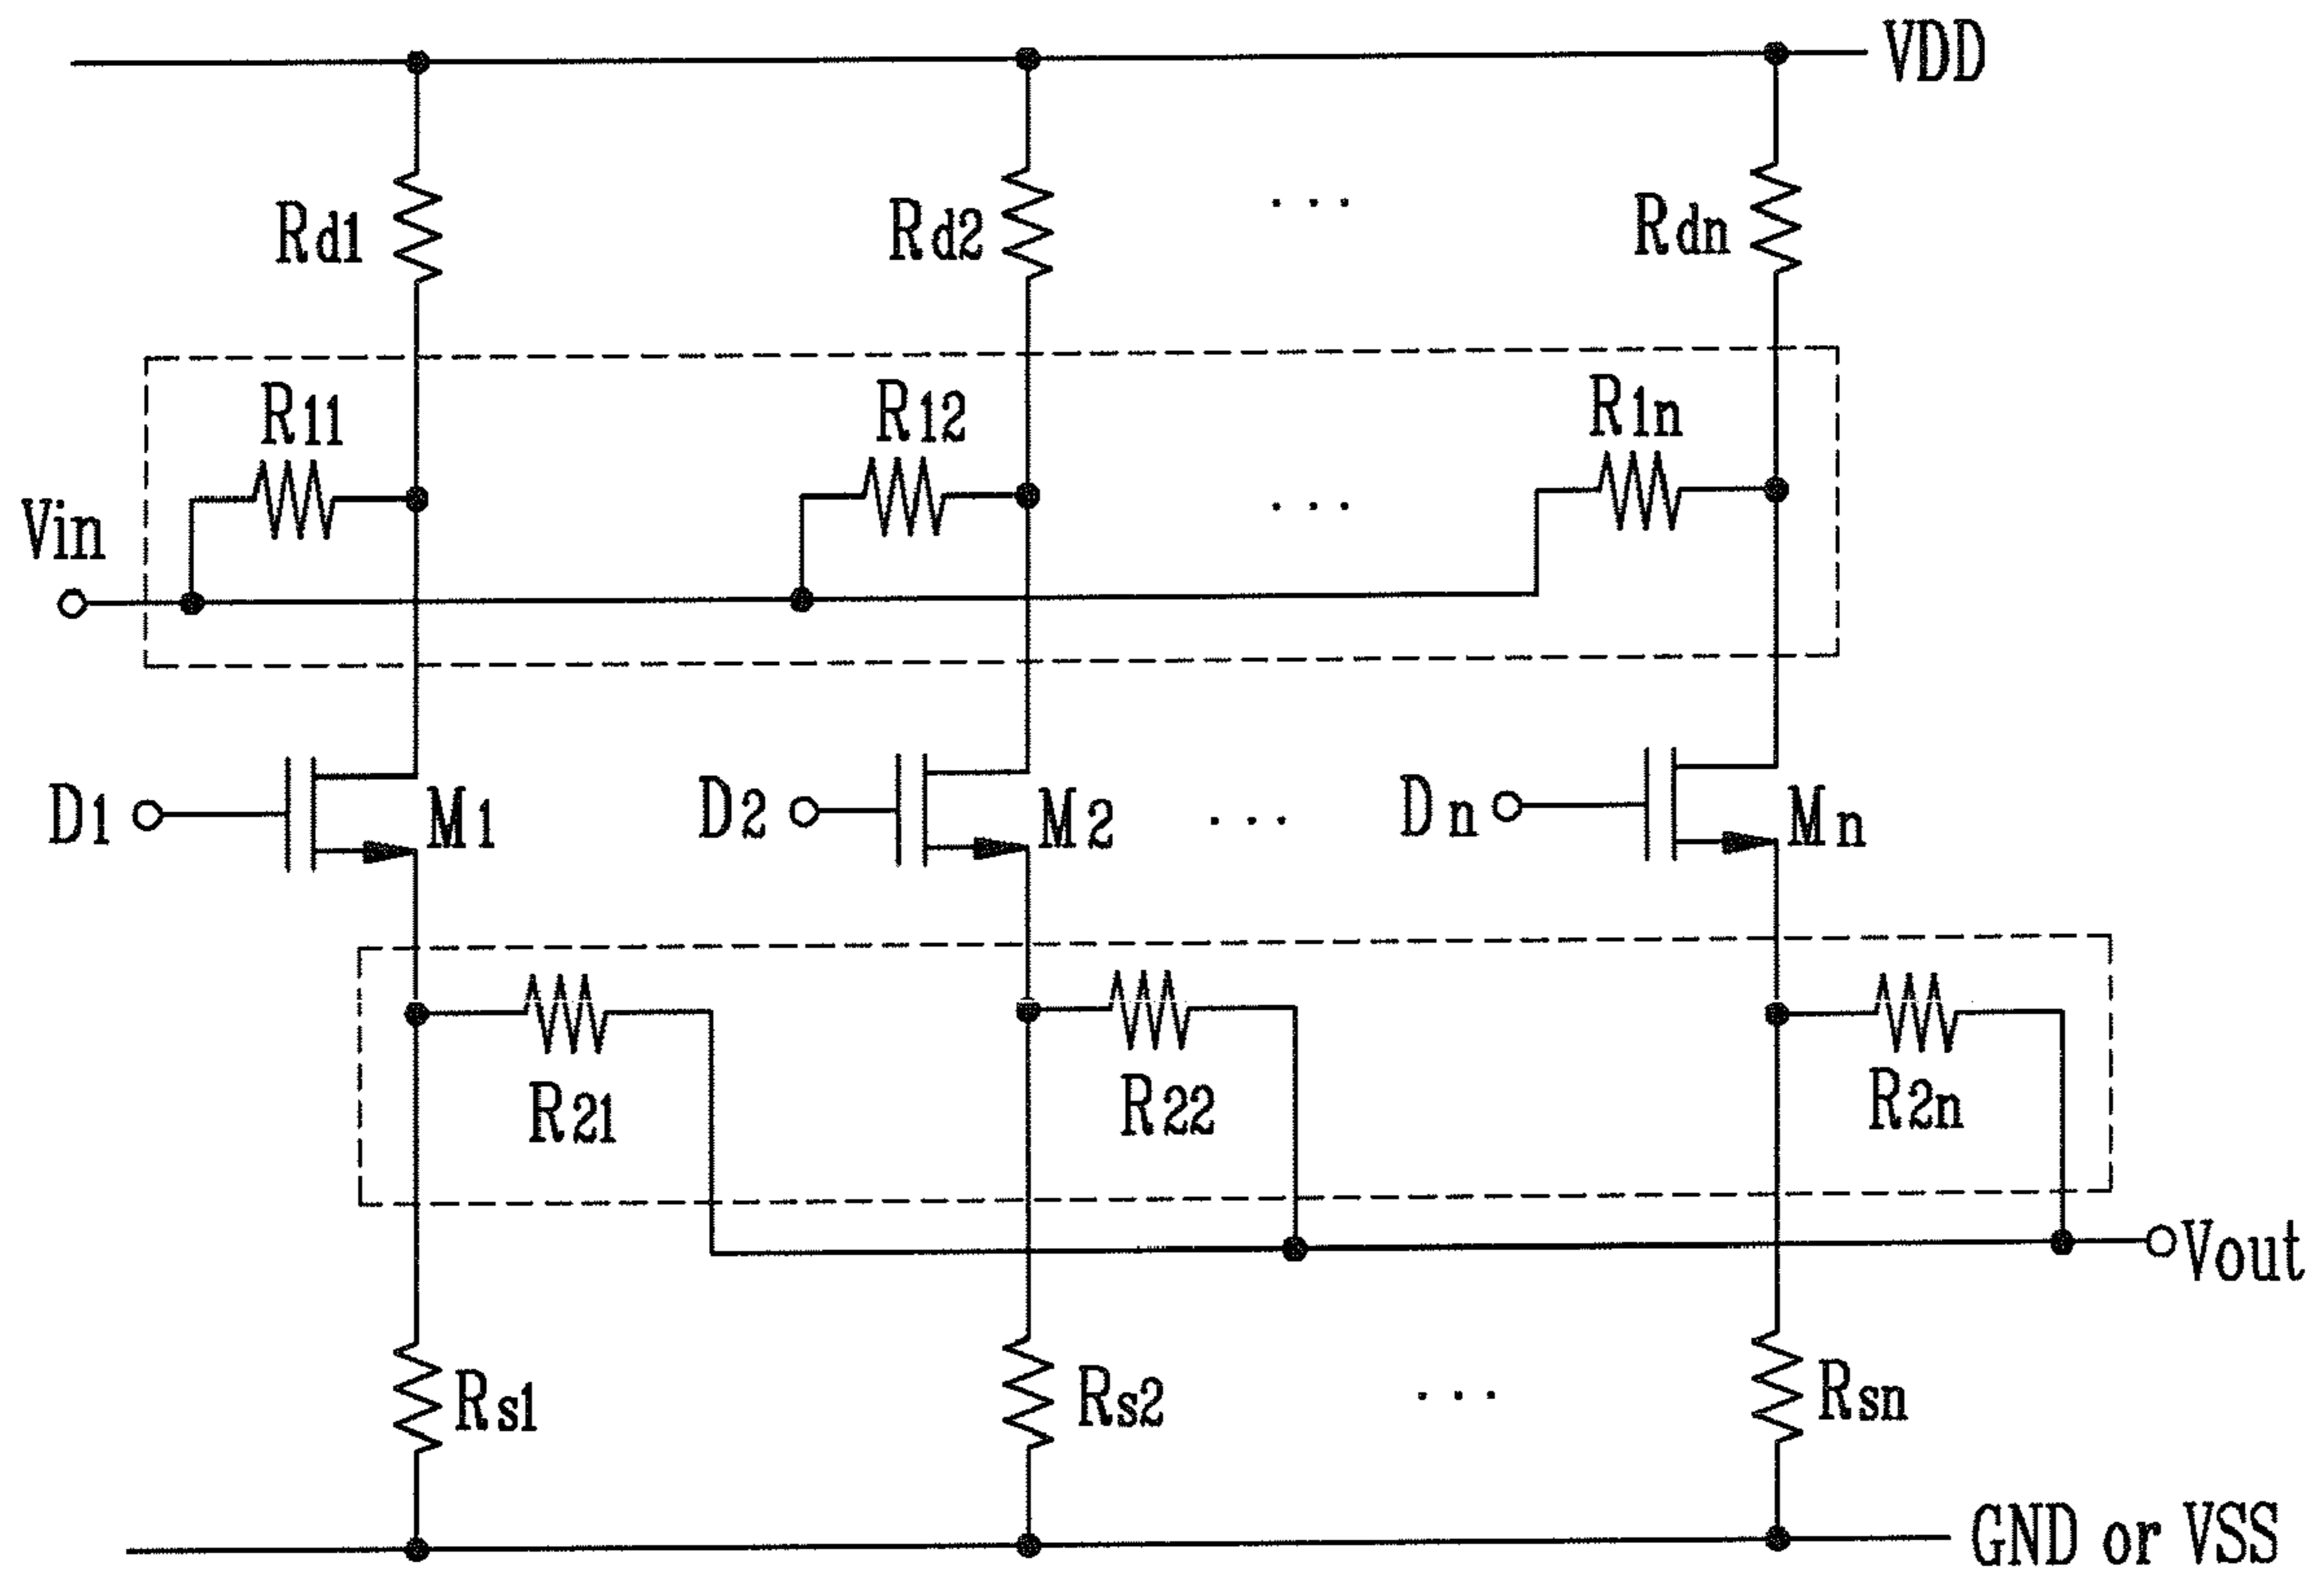 VDD
Rd1 Rd2 ... Rdn
R11 R12 R1n
Vin ...
D1 M1 D2 M2 ... Dn Mn
R21 R22 R2n
Vout
Rs1 Rs2 ... Rsn
GND or VSS